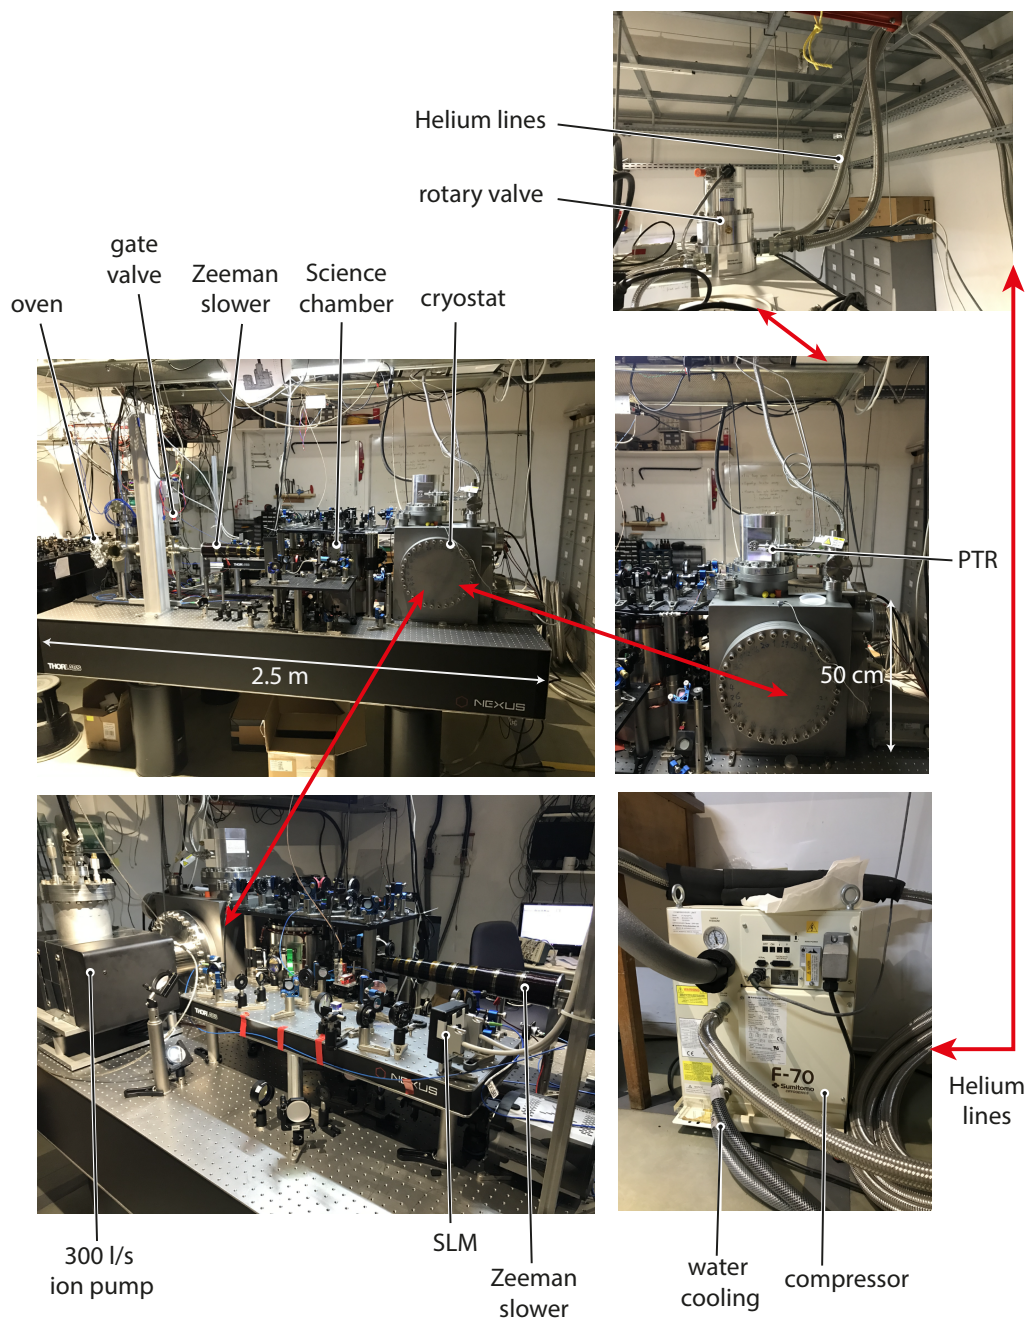 Helium lines
rotary valve
gate
valve
Zeeman
slower
Science
chamber
cryostat
oven
PTR
50 cm
2.5 m
THORLABS
NEXUS
NEXUS
F-70
Sumitomo
Helium
lines
SLM
300 l/s
ion pump
Zeeman
slower
water
cooling
compressor